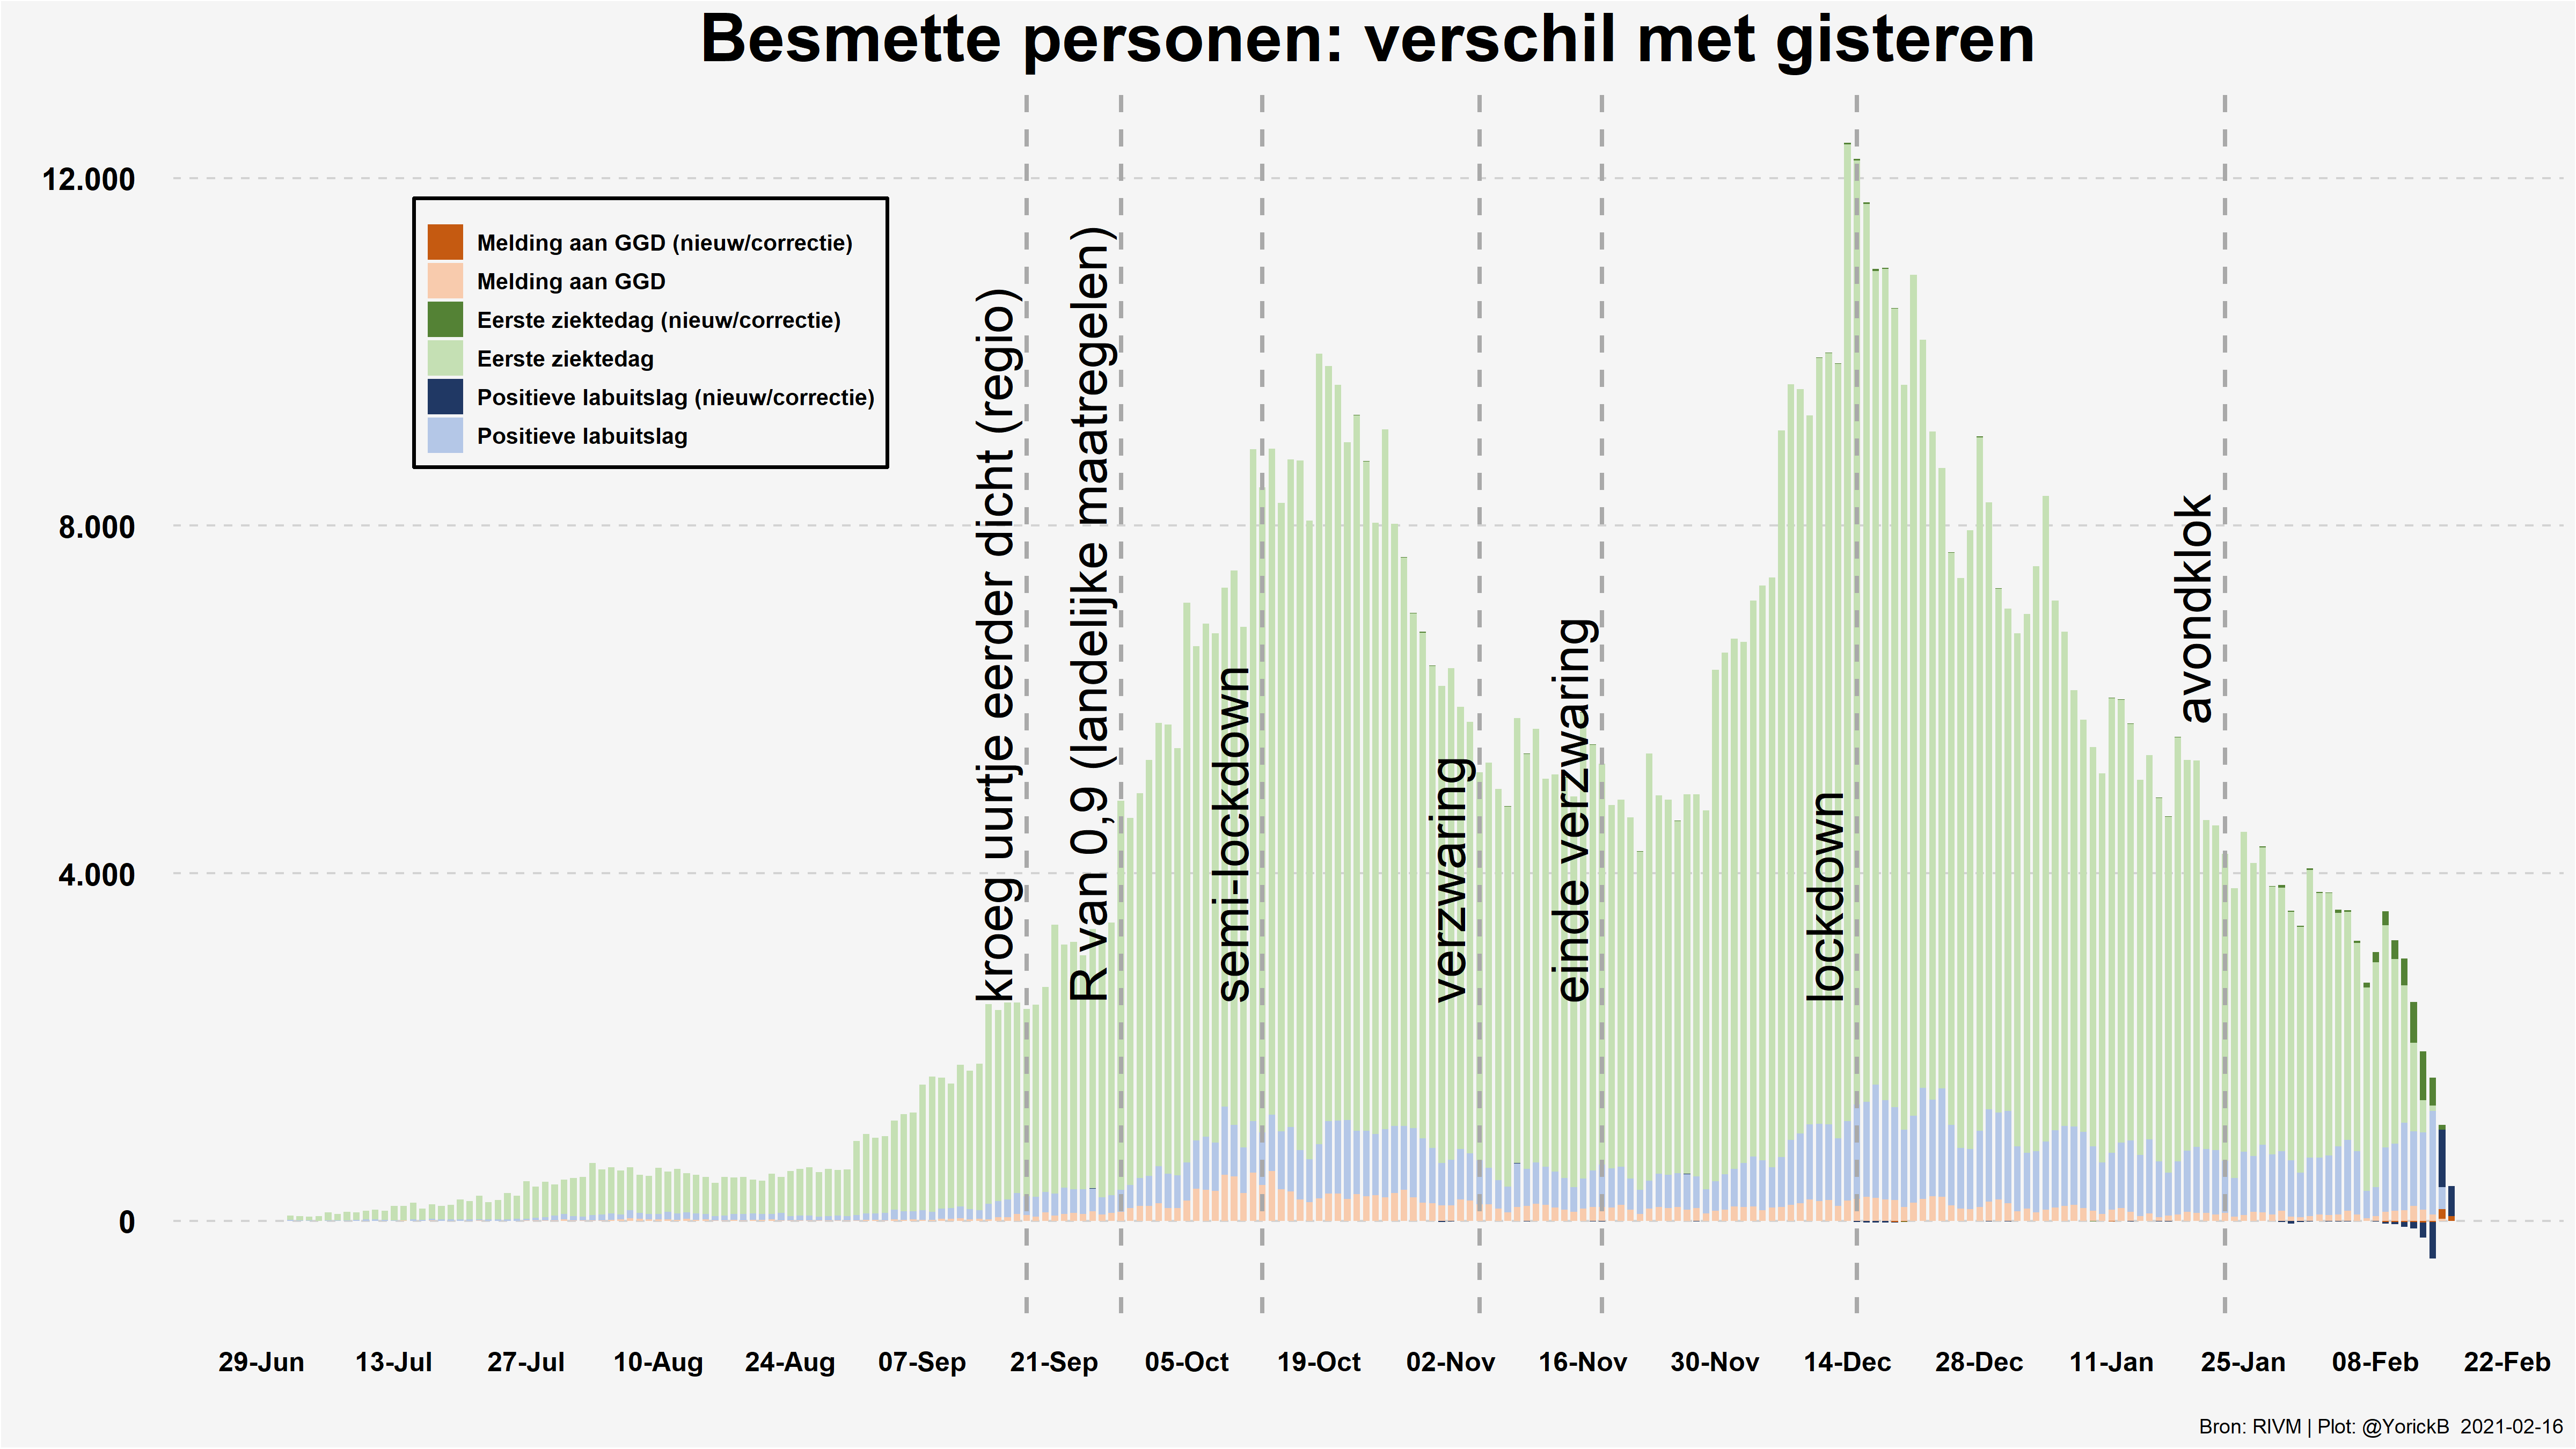 Besmette personen: verschil met gisteren
12.000
8.000
4.000
0
Melding aan GGD (nieuw/correctie)
Melding aan GGD
Eerste ziektedag (nieuw/correctie)
Eerste ziektedag
Positieve labuitslag (nieuw/correctie)
Positieve labuitslag
kroeg uurtje eerder dicht (regio)
R van 0,9 (landelijke maatregelen)
semi-lockdown
verzwaring
einde verzwaring
lockdown
avondklok
29-Jun 13-Jul 27-Jul 10-Aug 24-Aug 07-Sep 21-Sep 05-Oct 19-Oct 02-Nov 16-Nov 30-Nov 14-Dec 28-Dec 11-Jan 25-Jan 08-Feb 22-Feb
Bron: RIVM | Plot: @YorickB 2021-02-16